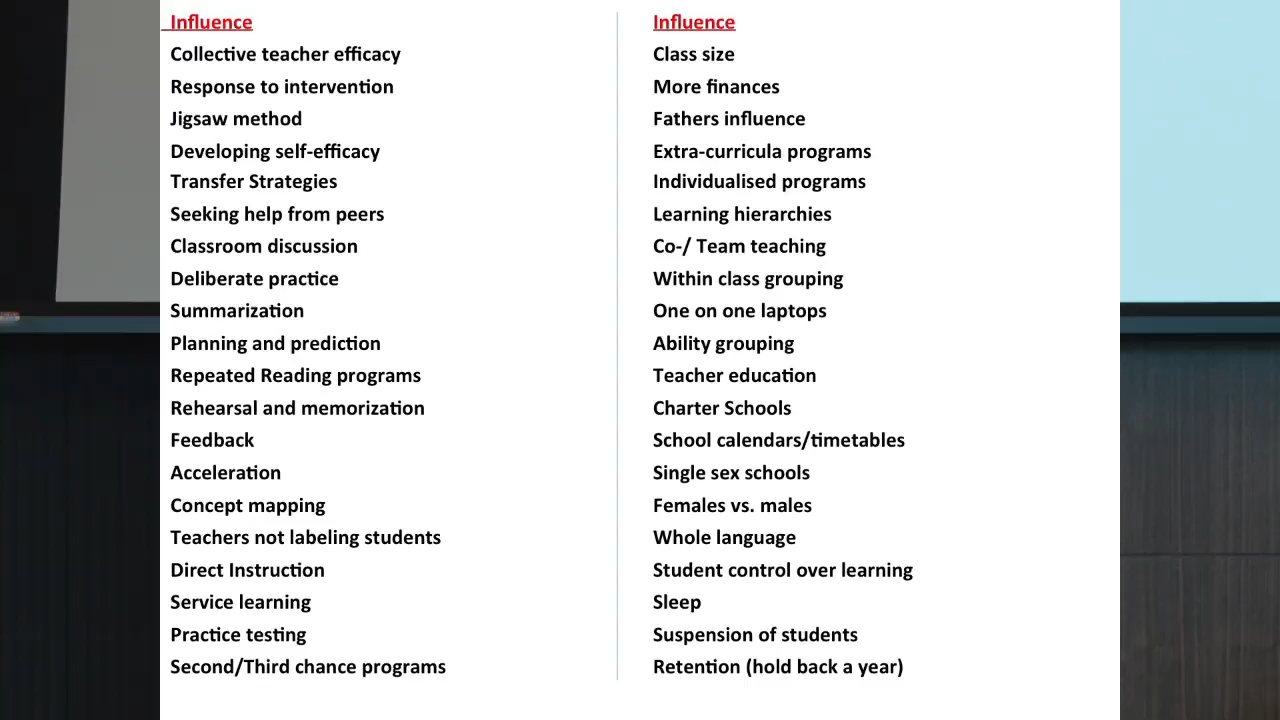 Influence
Collective teacher efficacy
Response to intervention
Jigsaw method
Developing self-efficacy
Transfer Strategies
Seeking help from peers
Classroom discussion
Deliberate practice
Summarization
Planning and prediction
Repeated Reading programs
Rehearsal and memorization
Feedback
Acceleration
Concept mapping
Teachers not labeling students
Direct Instruction
Service learning
Practice testing
Second/Third chance programs
Influence
Class size
More finances
Fathers influence
Extra-curricula programs
Individualised programs
Learning hierarchies
Co-/ Team teaching
Within class grouping
One on one laptops
Ability grouping
Teacher education
Charter Schools
School calendars/timetables
Single sex schools
Females vs. males
Whole language
Student control over learning
Sleep
Suspension of students
Retention (hold back a year)